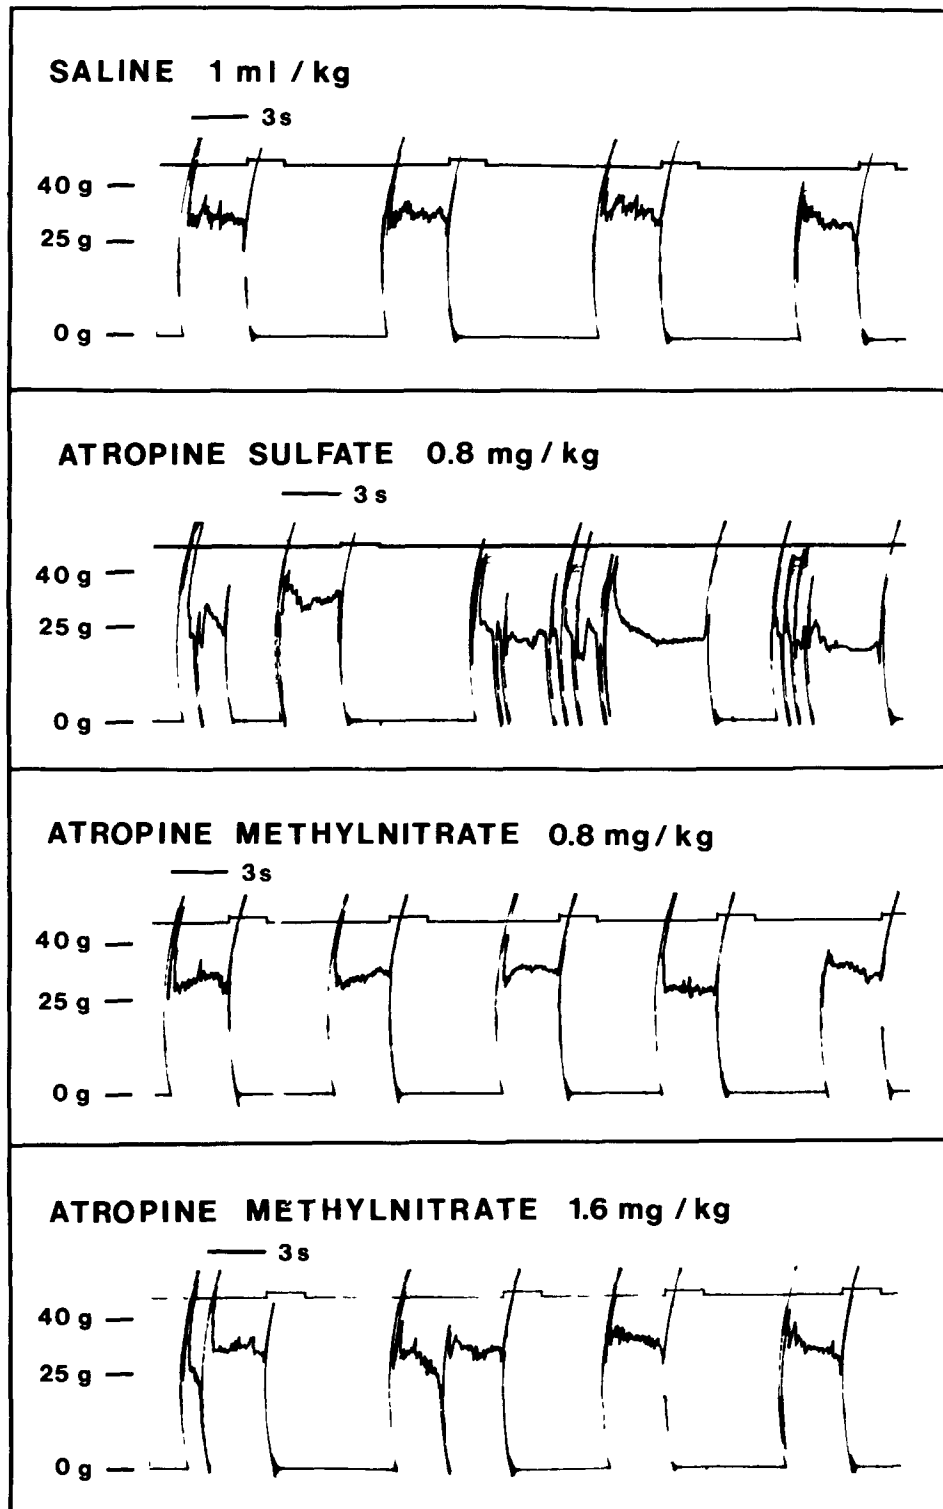 SALINE 1 ml / kg
3 s
40 g
25 g
0 g
ATROPINE SULFATE 0.8 mg / kg
3 s
40 g
25 g
0 g
ATROPINE METHYLNITRATE 0.8 mg / kg
3 s
40 g
25 g
0 g
ATROPINE METHYLNITRATE 1.6 mg / kg
3 s
40 g
25 g
0 g